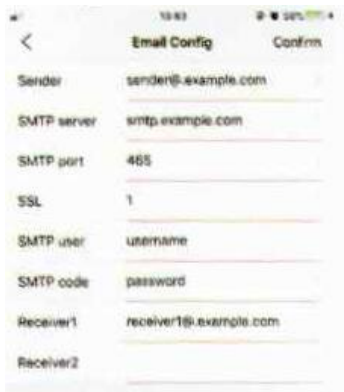 Email Config Confirm
Sender sender@.example.com
SMTP server smtp.example.com
SMTP port 465
SSL 1
SMTP user username
SMTP code password
Receiver1 receiver1@.example.com
Receiver2